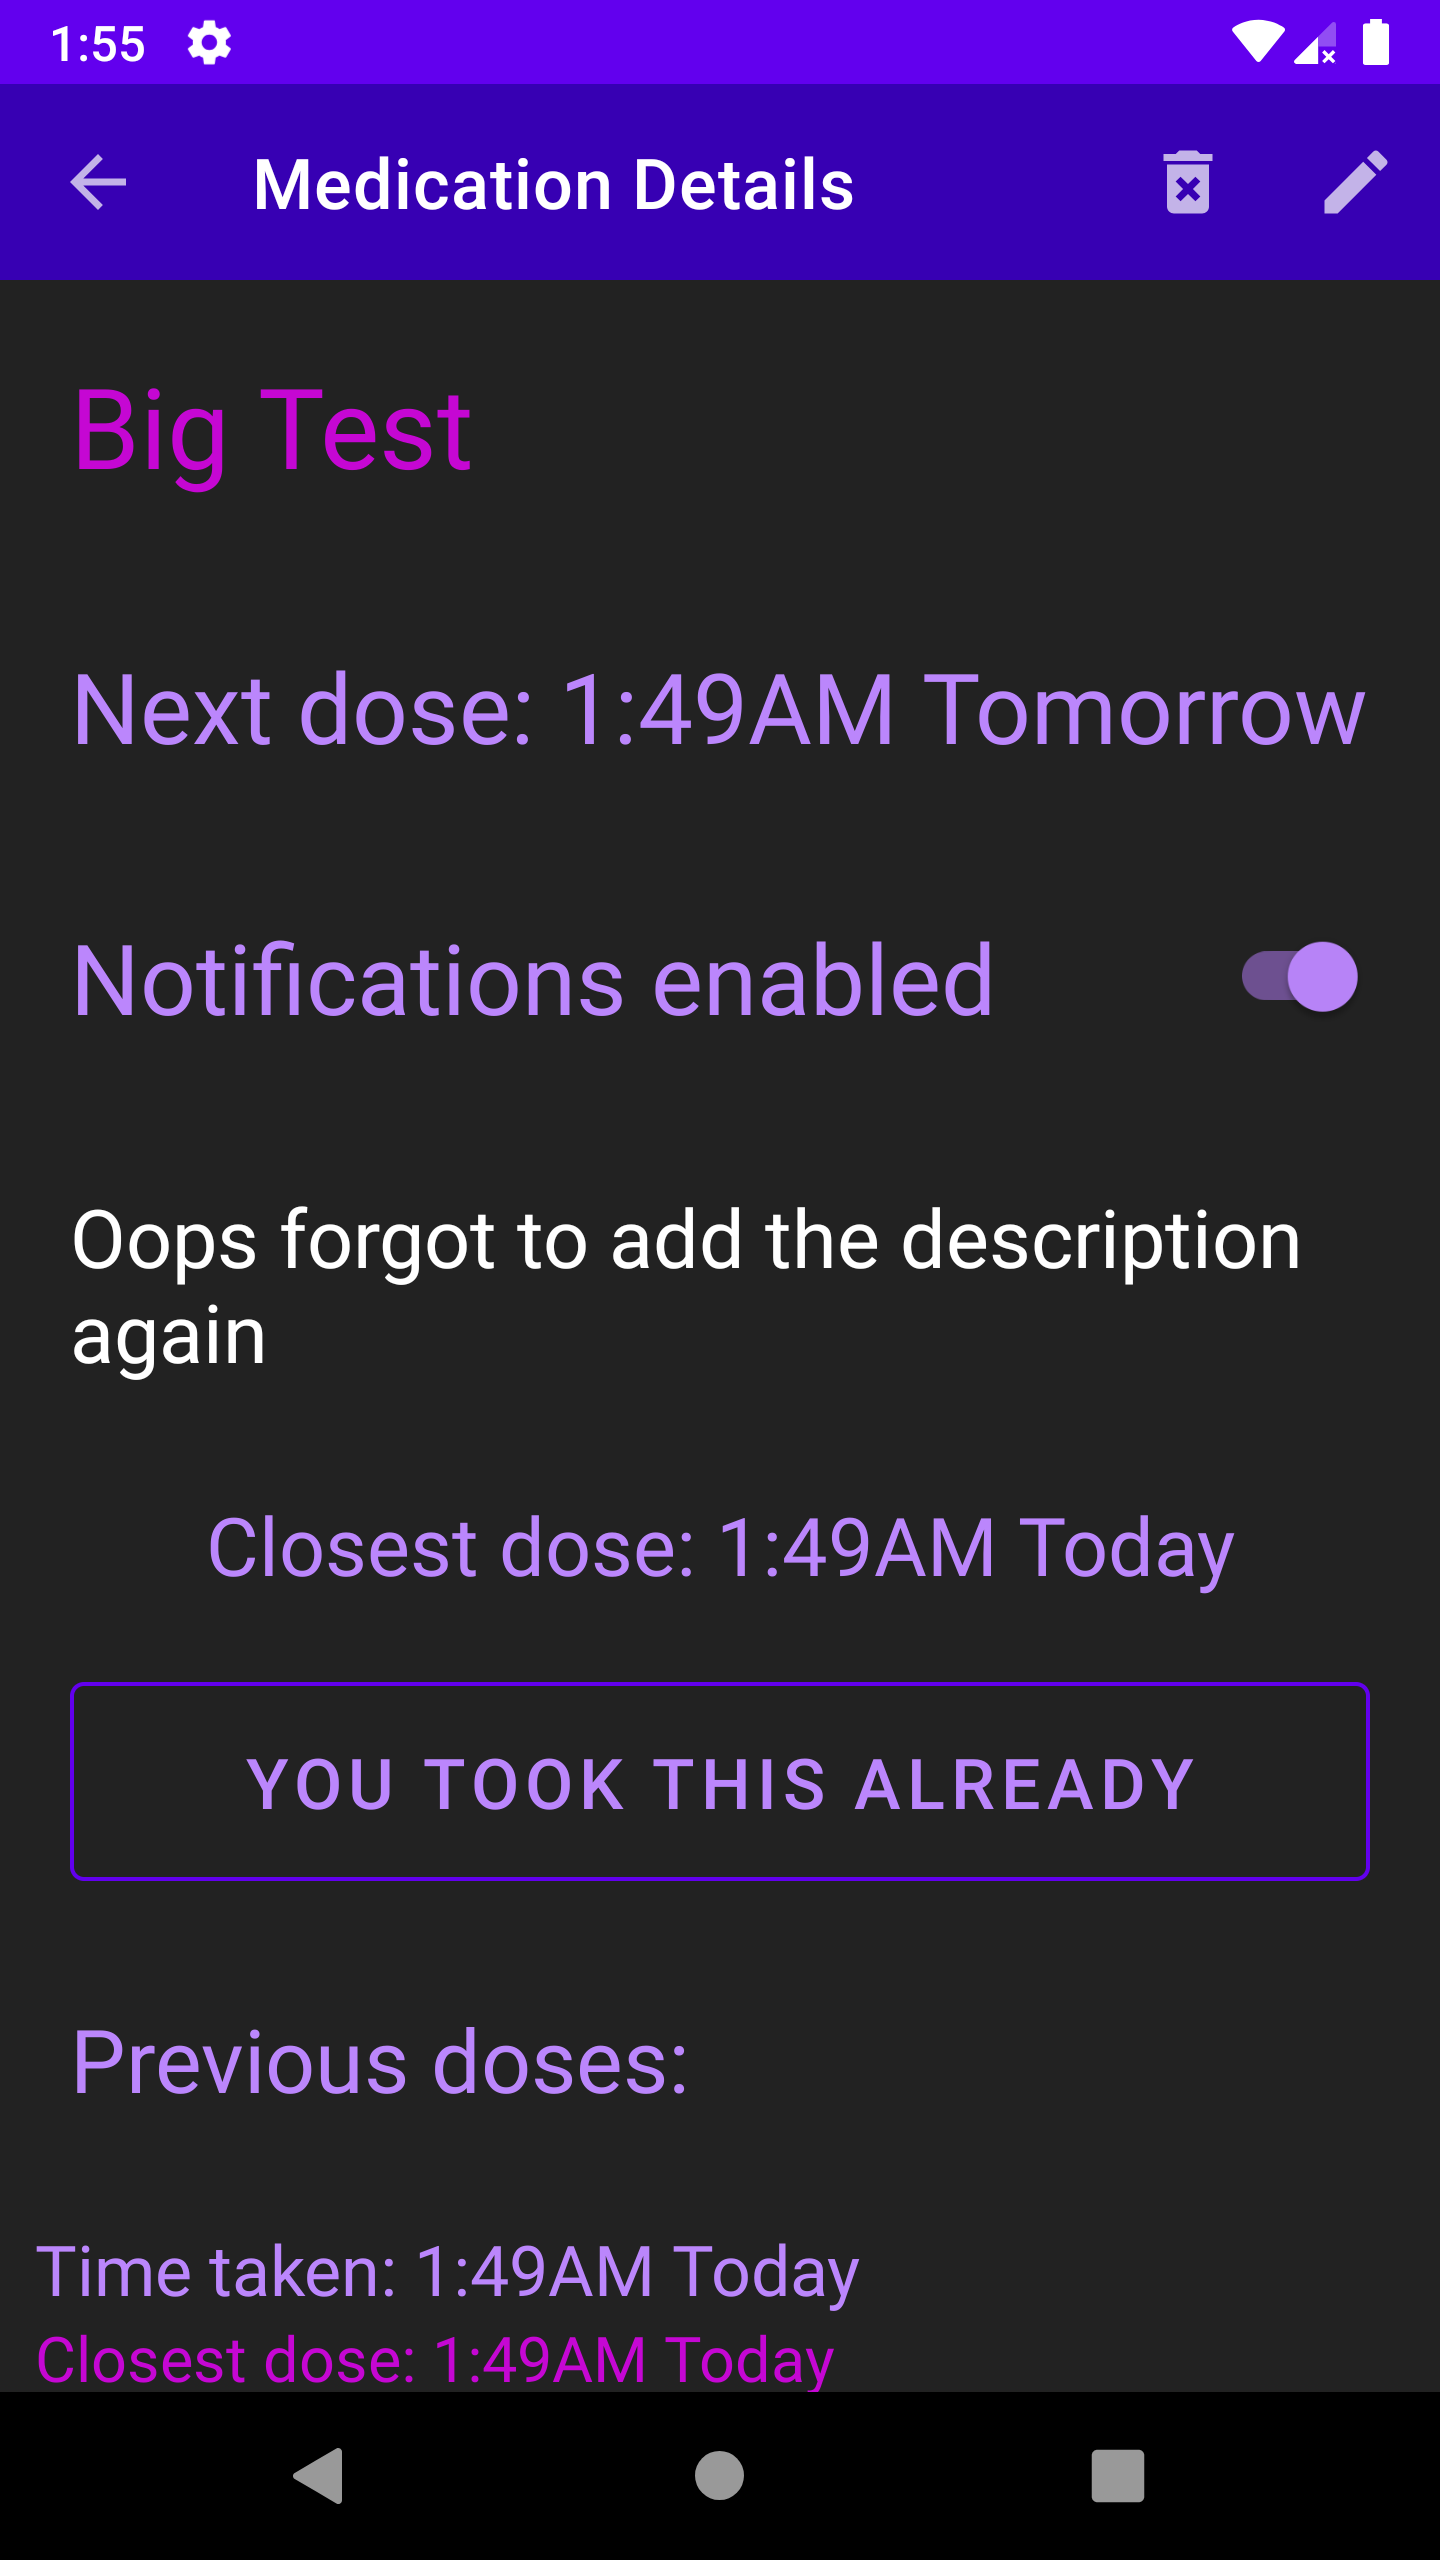 1:55
Medication Details
Big Test
Next dose: 1:49AM Tomorrow
Notifications enabled
Oops forgot to add the description
again
Closest dose: 1:49AM Today
YOU TOOK THIS ALREADY
Previous doses:
Time taken: 1:49AM Today
Closest dose: 1:49AM Today